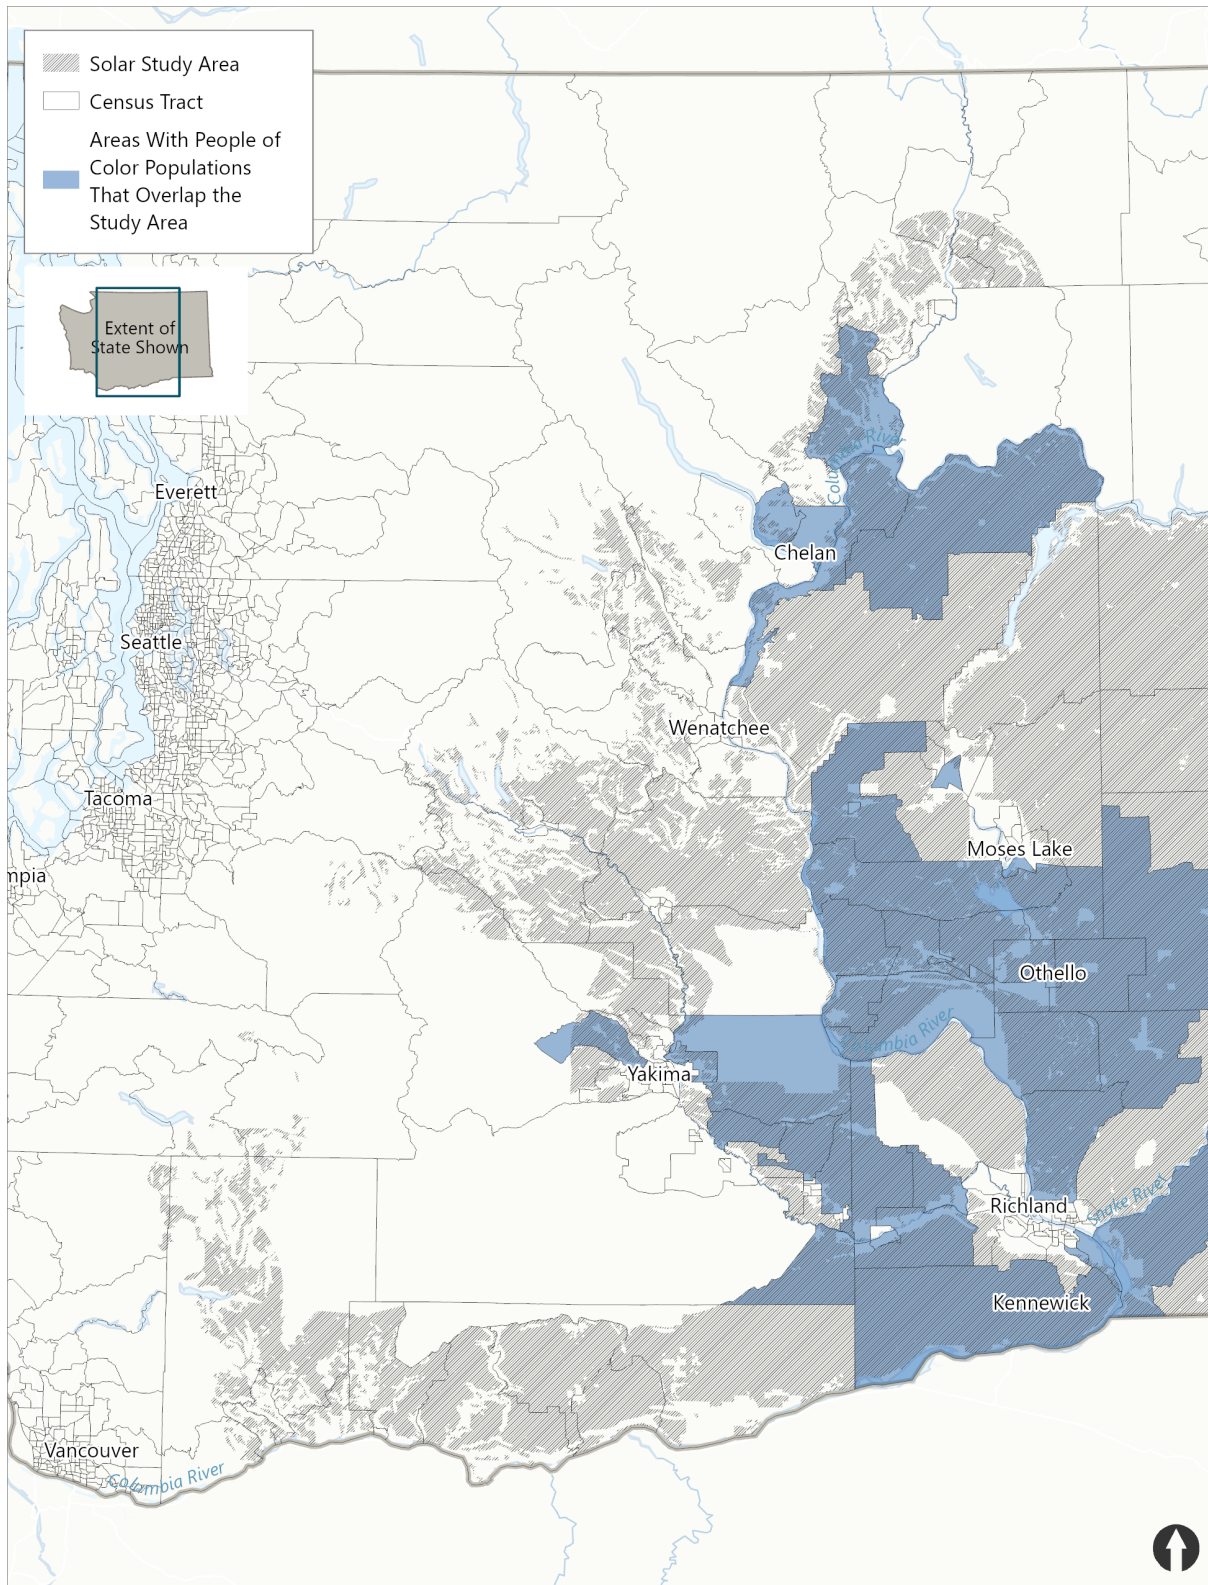 Solar Study Area
Census Tract
Areas With People of
Color Populations
That Overlap the
Study Area
Extent of
State Shown
Columbia River
Everett
Chelan
Seattle
Wenatchee
Tacoma
Moses Lake
mpia
Othello
Columbia River
Yakima
Richland
Snake River
Kennewick
Vancouver
Columbia River